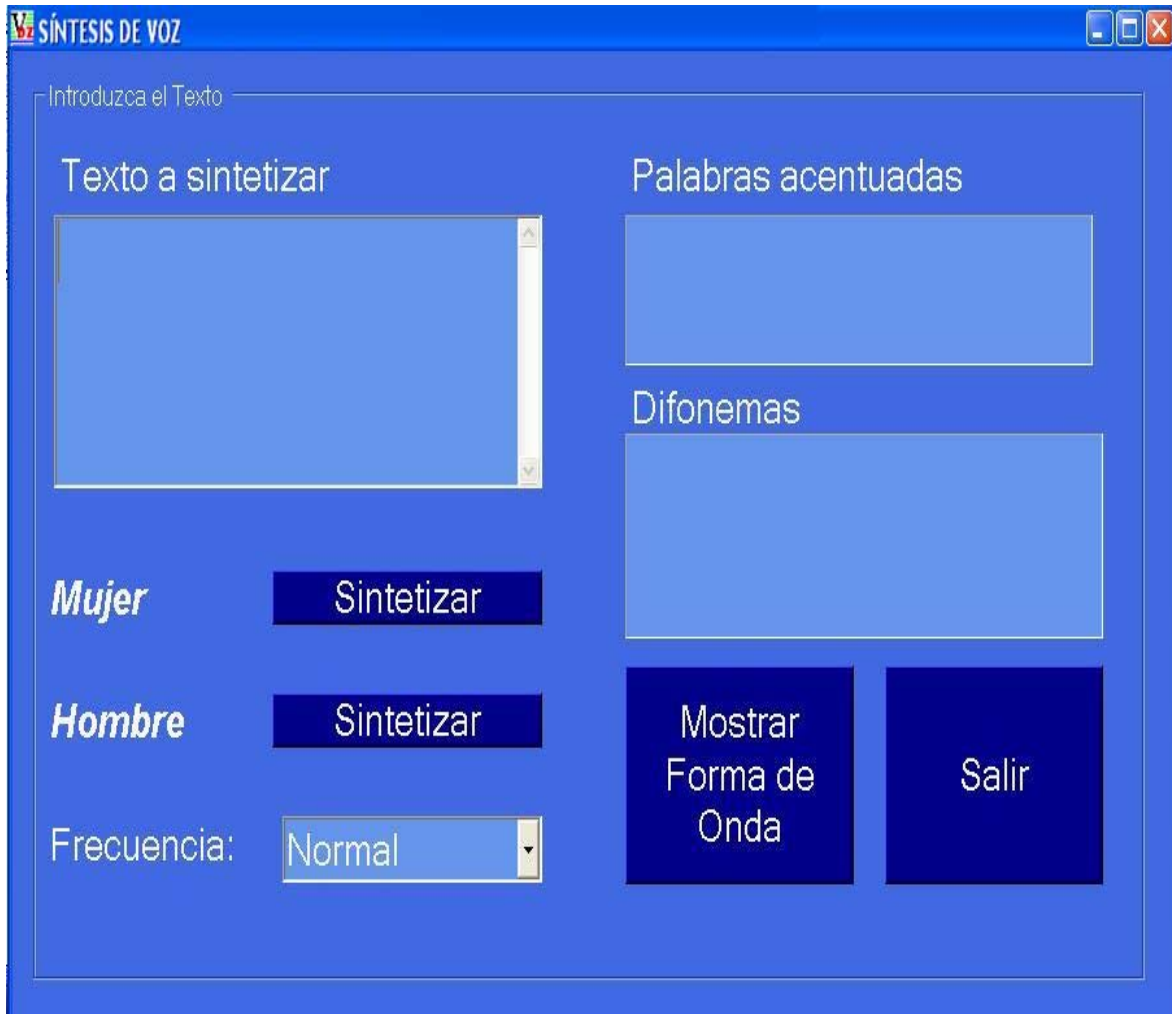 SÍNTESIS DE VOZ
Introduzca el Texto
Texto a sintetizar
Palabras acentuadas
Difonemas
Mujer
Sintetizar
Hombre
Sintetizar
Frecuencia:
Normal
Mostrar
Forma de
Onda
Salir